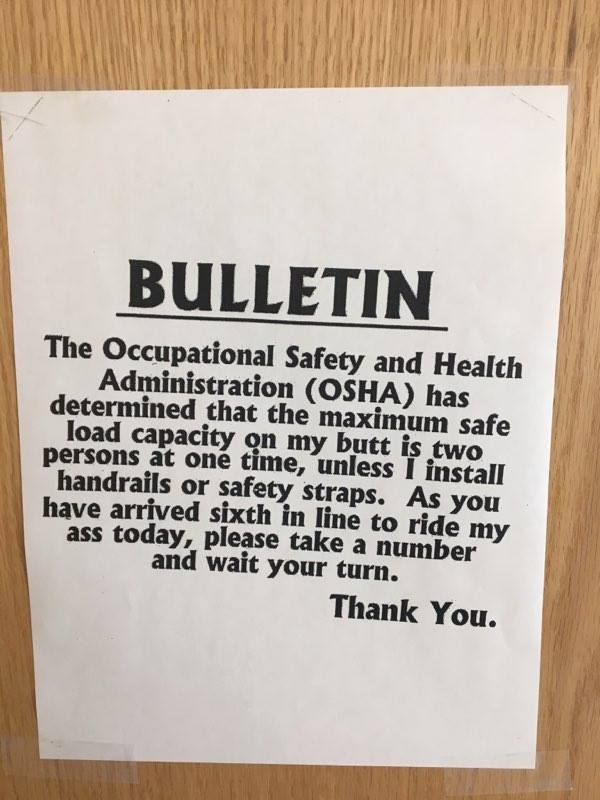 BULLETIN
The Occupational Safety and Health
Administration (OSHA) has
determined that the maximum safe
load capacity on my butt is two
persons at one time, unless I install
handrails or safety straps. As you
have arrived sixth in line to ride my
ass today, please take a number
and wait your turn.
Thank You.